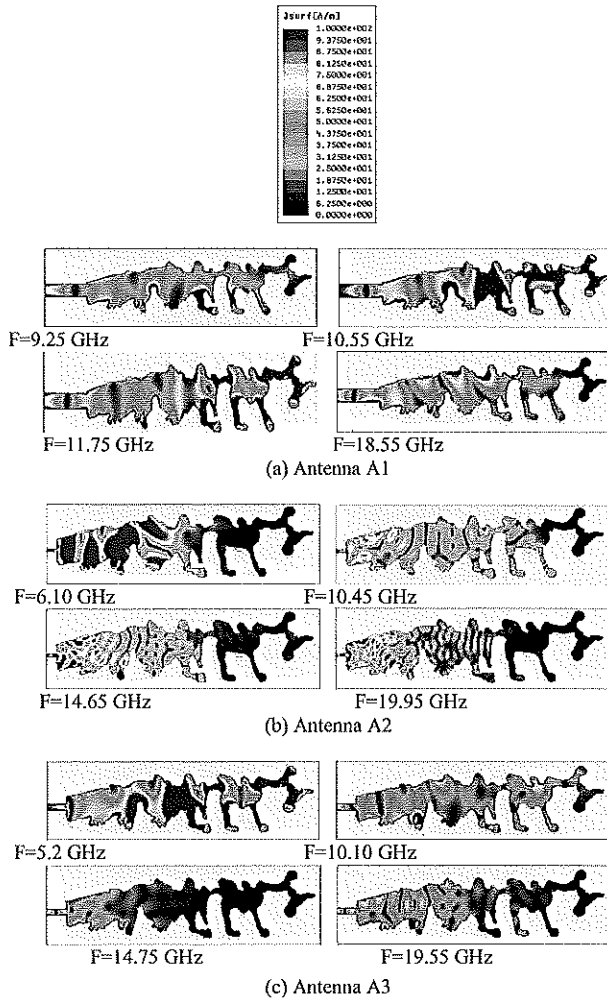 Jsurf[A/m]
1.0000e+002
9.3750e+001
8.7500e+001
8.1250e+001
7.5000e+001
6.8750e+001
6.2500e+001
5.6250e+001
5.0000e+001
4.3750e+001
3.7500e+001
3.1250e+001
2.5000e+001
1.8750e+001
1.2500e+001
6.2500e+000
0.0000e+000
F=9.25 GHz
F=10.55 GHz
F=11.75 GHz
F=18.55 GHz
(a) Antenna A1
F=6.10 GHz
F=10.45 GHz
F=14.65 GHz
F=19.95 GHz
(b) Antenna A2
F=5.2 GHz
F=10.10 GHz
F=14.75 GHz
F=19.55 GHz
(c) Antenna A3